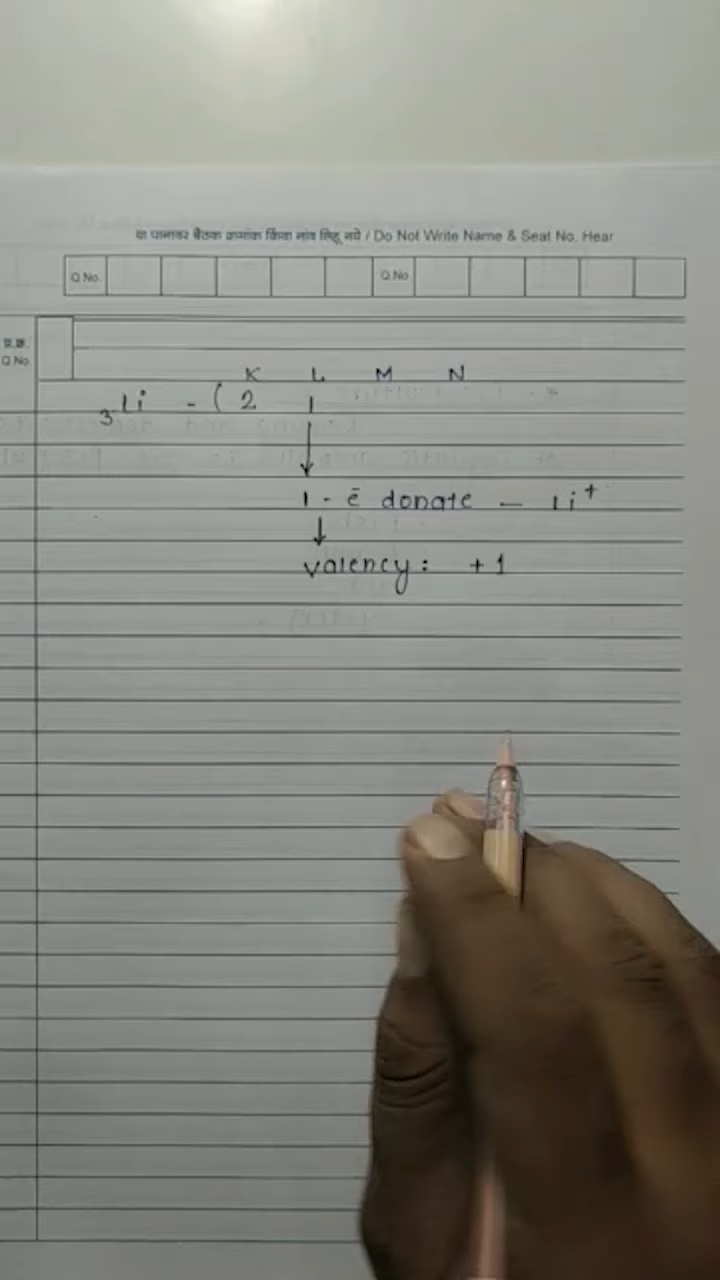 या पानावर बैठक क्रमांक किंवा नांव लिहू नये / Do Not Write Name & Seat No. Hear
Q No. Q No.
प्र.क्र.
Q No.
K L M N
₃Li - ( 2 1
↓
1 - ē donate — Li⁺
↓
valency : +1